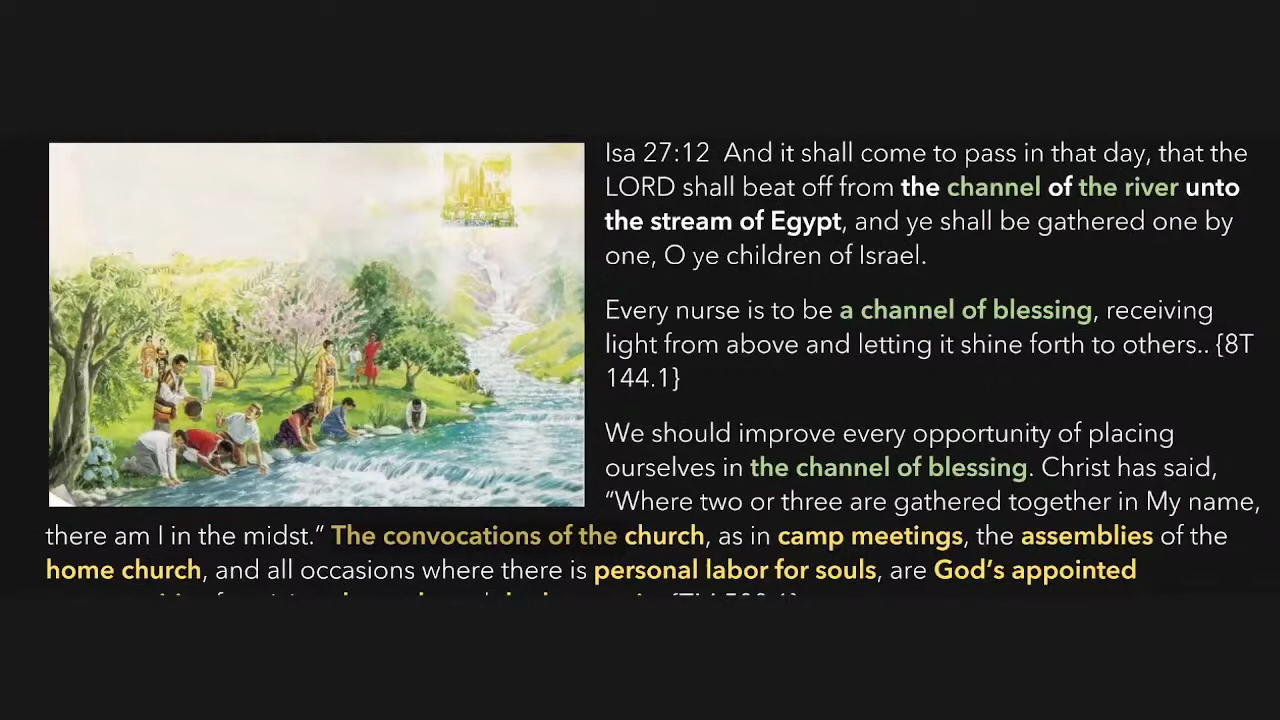 Isa 27:12  And it shall come to pass in that day, that the
LORD shall beat off from the channel of the river unto
the stream of Egypt, and ye shall be gathered one by
one, O ye children of Israel.
Every nurse is to be a channel of blessing, receiving
light from above and letting it shine forth to others.. {8T
144.1}
We should improve every opportunity of placing
ourselves in the channel of blessing. Christ has said,
“Where two or three are gathered together in My name,
there am I in the midst.” The convocations of the church, as in camp meetings, the assemblies of the
home church, and all occasions where there is personal labor for souls, are God’s appointed